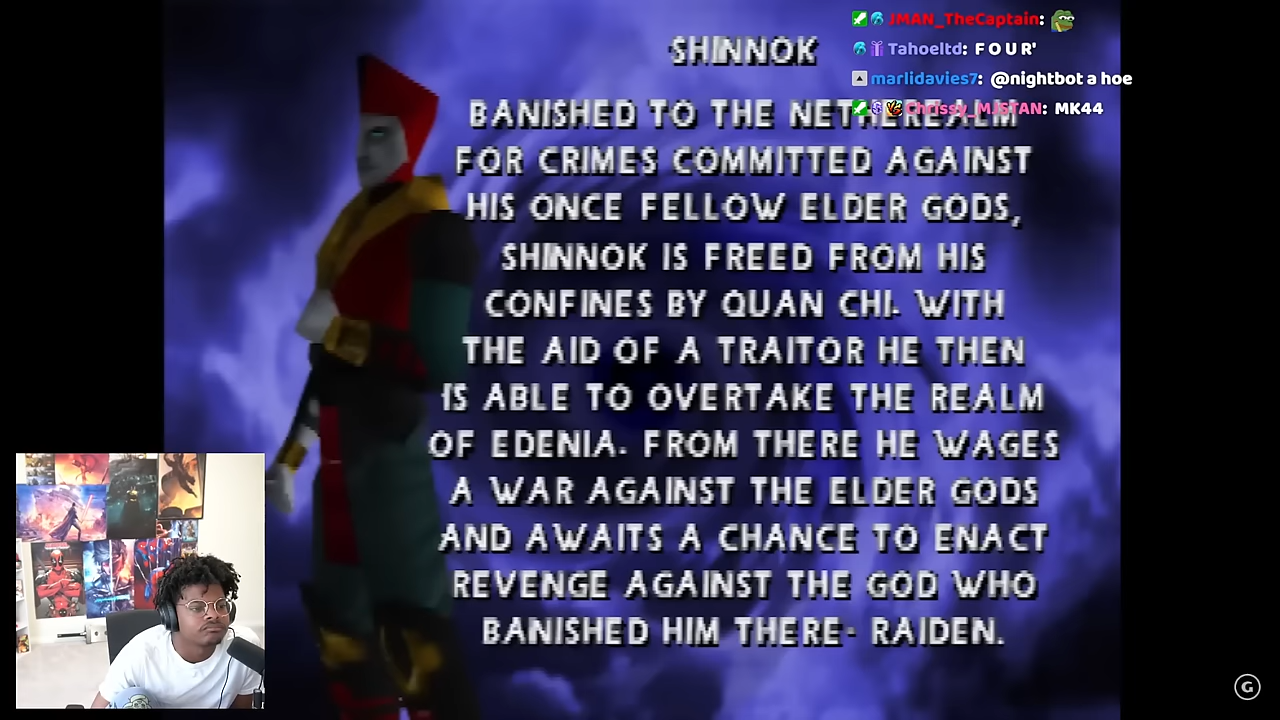 JMAN_TheCaptain:
SHINNOK
Tahoeltd: F O U R'
marlidavies7: @nightbot a hoe
Chrissy_MJSTAN: MK44
BANISHED TO THE NETHEREALM
FOR CRIMES COMMITTED AGAINST
HIS ONCE FELLOW ELDER GODS,
SHINNOK IS FREED FROM HIS
CONFINES BY QUAN CHI. WITH
THE AID OF A TRAITOR HE THEN
IS ABLE TO OVERTAKE THE REALM
OF EDENIA. FROM THERE HE WAGES
A WAR AGAINST THE ELDER GODS
AND AWAITS A CHANCE TO ENACT
REVENGE AGAINST THE GOD WHO
BANISHED HIM THERE- RAIDEN.
G